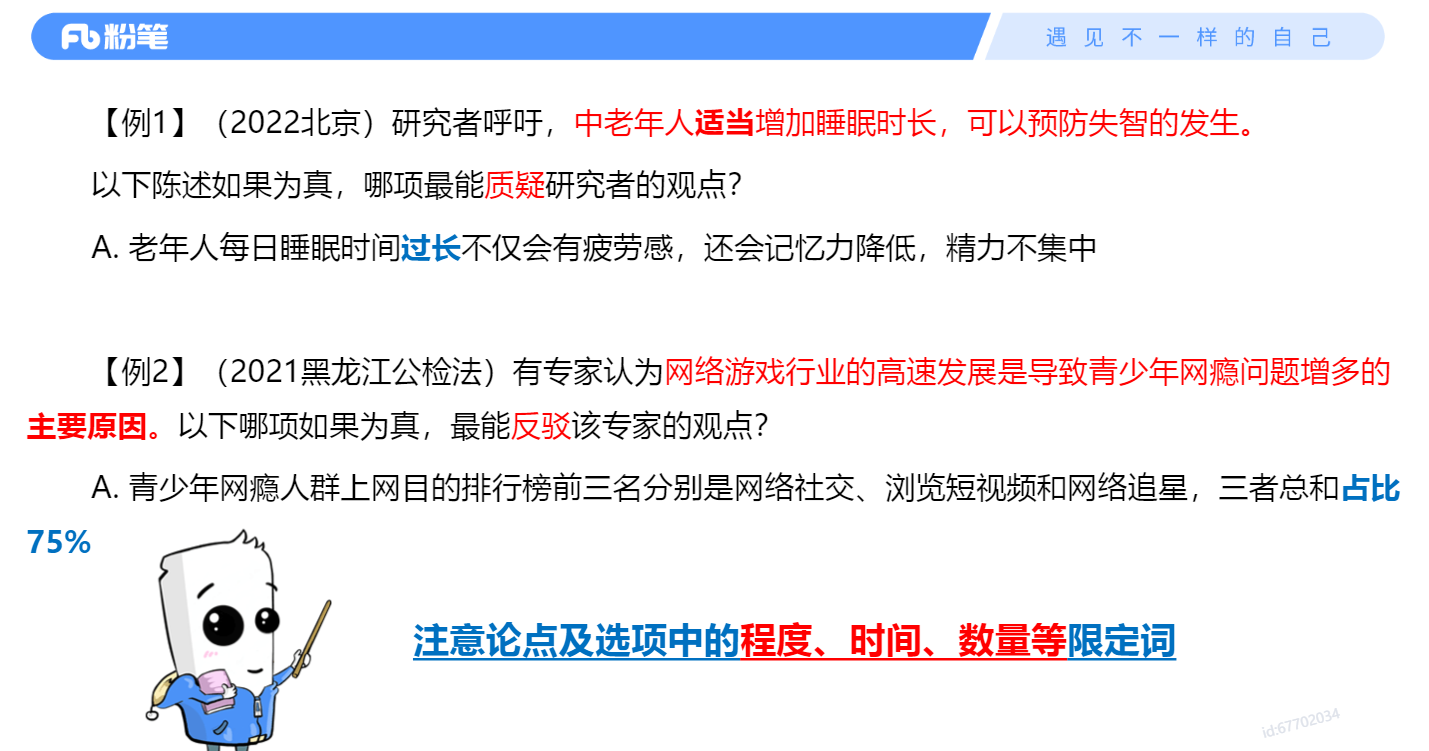 粉笔
遇见不一样的自己
【例1】（2022北京）研究者呼吁，中老年人适当增加睡眠时长，可以预防失智的发生。
以下陈述如果为真，哪项最能质疑研究者的观点？
A. 老年人每日睡眠时间过长不仅会有疲劳感，还会记忆力降低，精力不集中
【例2】（2021黑龙江公检法）有专家认为网络游戏行业的高速发展是导致青少年网瘾问题增多的
主要原因。以下哪项如果为真，最能反驳该专家的观点？
A. 青少年网瘾人群上网目的排行榜前三名分别是网络社交、浏览短视频和网络追星，三者总和占比
75%
注意论点及选项中的程度、时间、数量等限定词
id:67702034